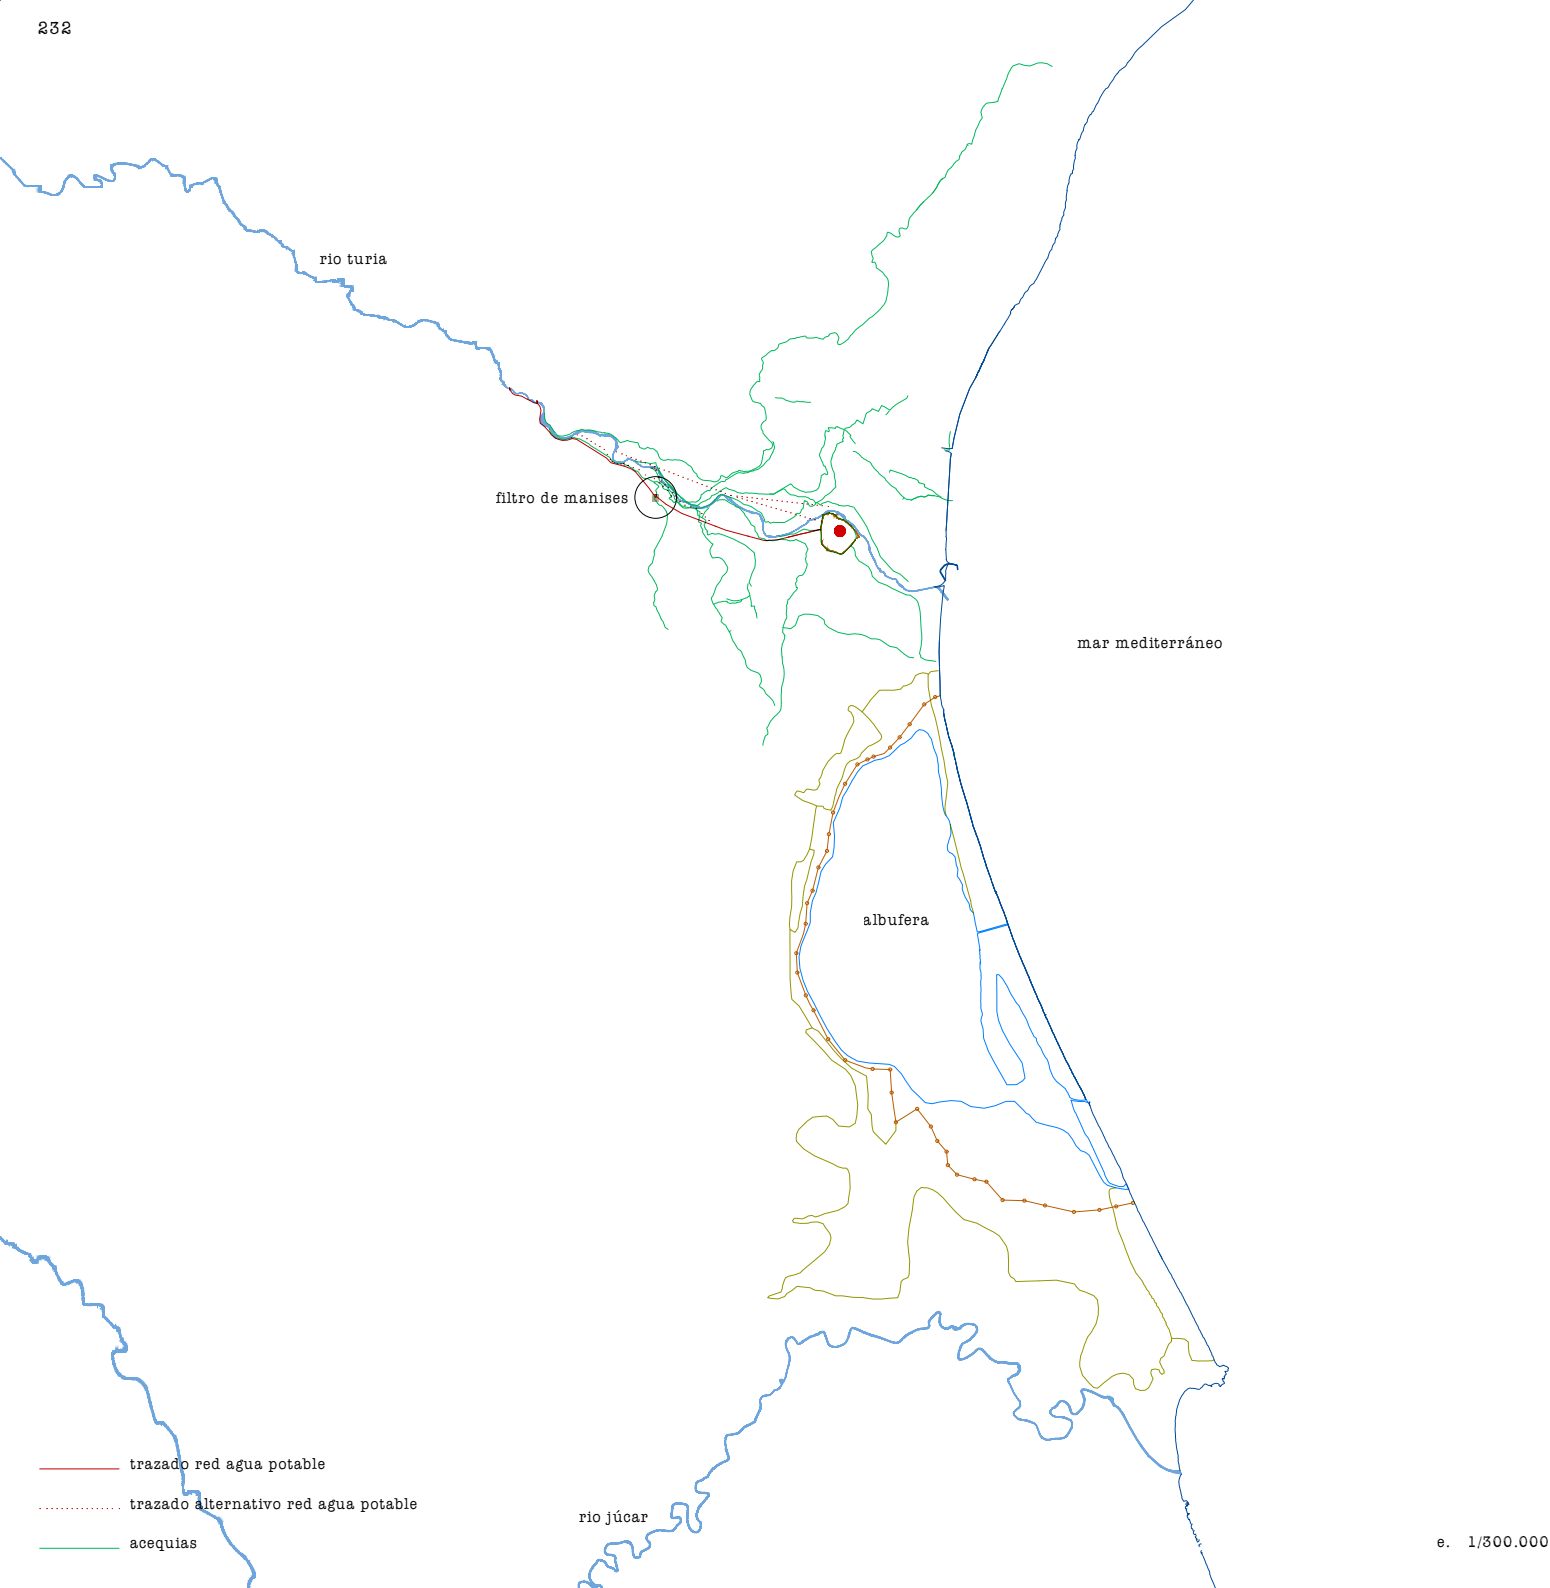 232
rio turia
filtro de manises
mar mediterráneo
albufera
trazado red agua potable
trazado alternativo red agua potable
rio júcar
acequias
e. 1/300.000